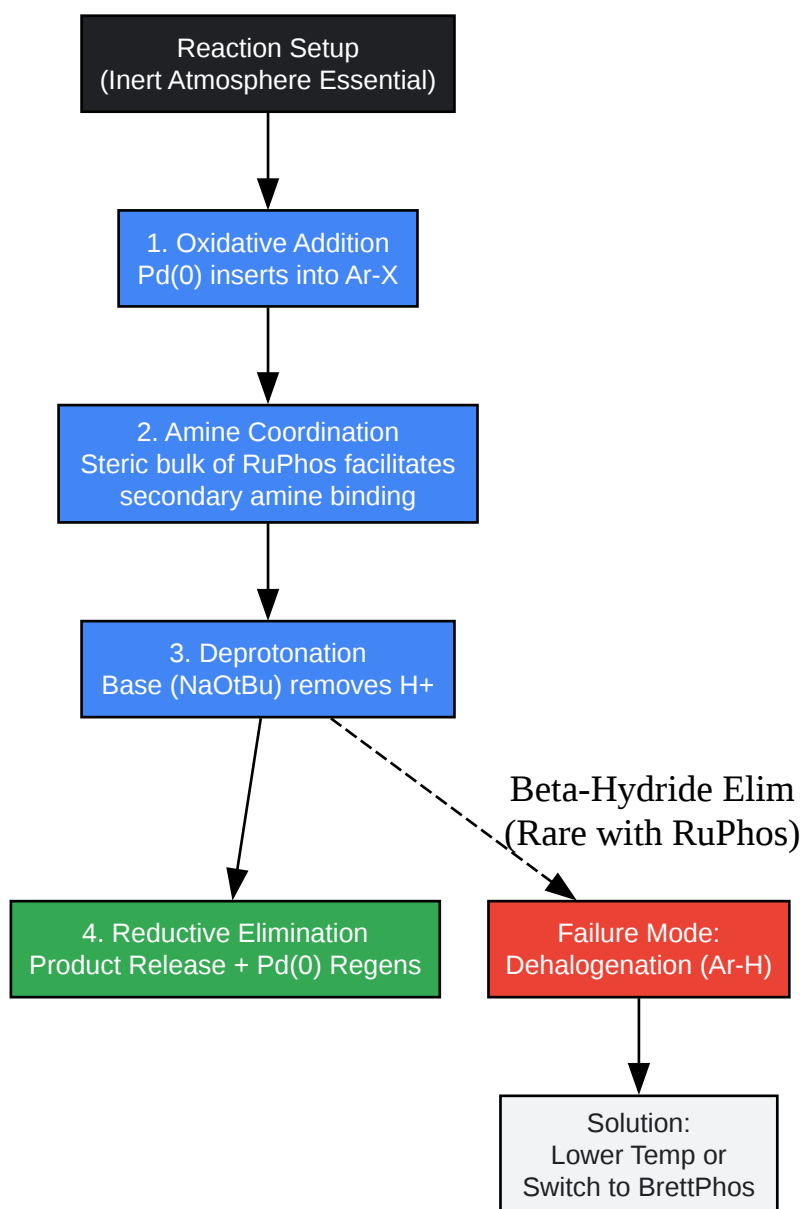 Reaction Setup
(Inert Atmosphere Essential)
1. Oxidative Addition
Pd(0) inserts into Ar-X
2. Amine Coordination
Steric bulk of RuPhos facilitates
secondary amine binding
3. Deprotonation
Base (NaOtBu) removes H+
Beta-Hydride Elim
(Rare with RuPhos)
4. Reductive Elimination
Product Release + Pd(0) Regens
Failure Mode:
Dehalogenation (Ar-H)
Solution:
Lower Temp or
Switch to BrettPhos